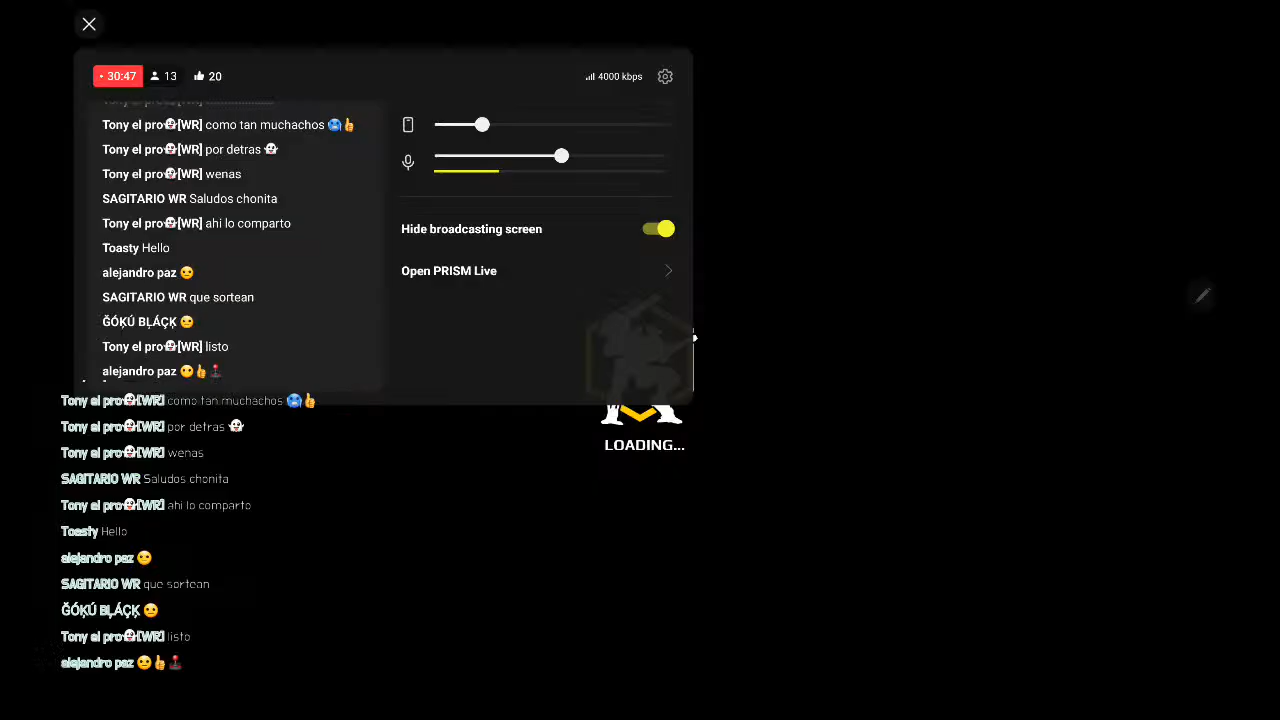 30:47 13 20 4000 kbps
Tony el pro👻[WR] como tan muchachos 🥶👍
Tony el pro👻[WR] por detras 👻
Tony el pro👻[WR] wenas
SAGITARIO WR Saludos chonita
Tony el pro👻[WR] ahi lo comparto
Toasty Hello
alejandro paz 😐
SAGITARIO WR que sortean
ĞÓĶÚ BĻÁÇĶ 😐
Tony el pro👻[WR] listo
alejandro paz 😐👍🕹️
Hide broadcasting screen
Open PRISM Live
LOADING...
Tony el pro👻[WR] como tan muchachos 🥶👍
Tony el pro👻[WR] por detras 👻
Tony el pro👻[WR] wenas
SAGITARIO WR Saludos chonita
Tony el pro👻[WR] ahi lo comparto
Toasty Hello
alejandro paz 😐
SAGITARIO WR que sortean
ĞÓĶÚ BĻÁÇĶ 😐
Tony el pro👻[WR] listo
alejandro paz 😐👍🕹️